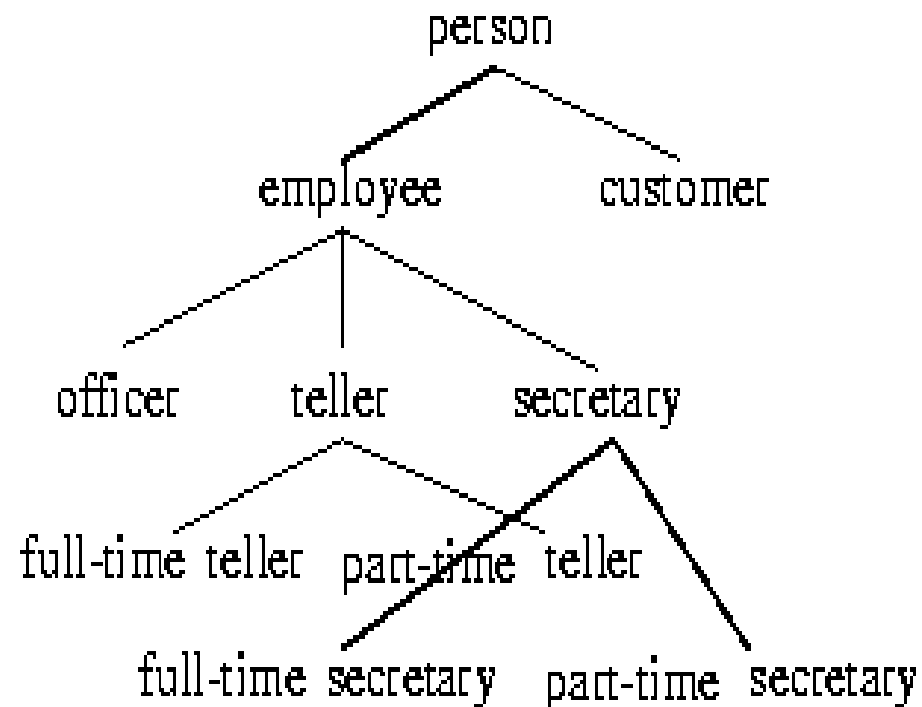 person
employee customer
officer teller secretary
full-time teller part-time teller
full-time secretary part-time secretary